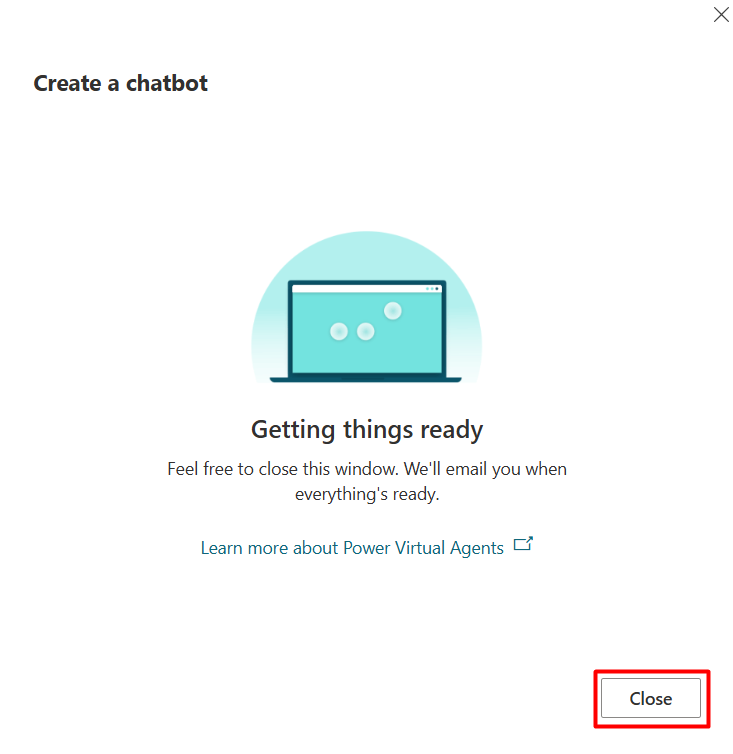 Create a chatbot
Getting things ready
Feel free to close this window. We'll email you when
everything's ready.
Learn more about Power Virtual Agents
Close